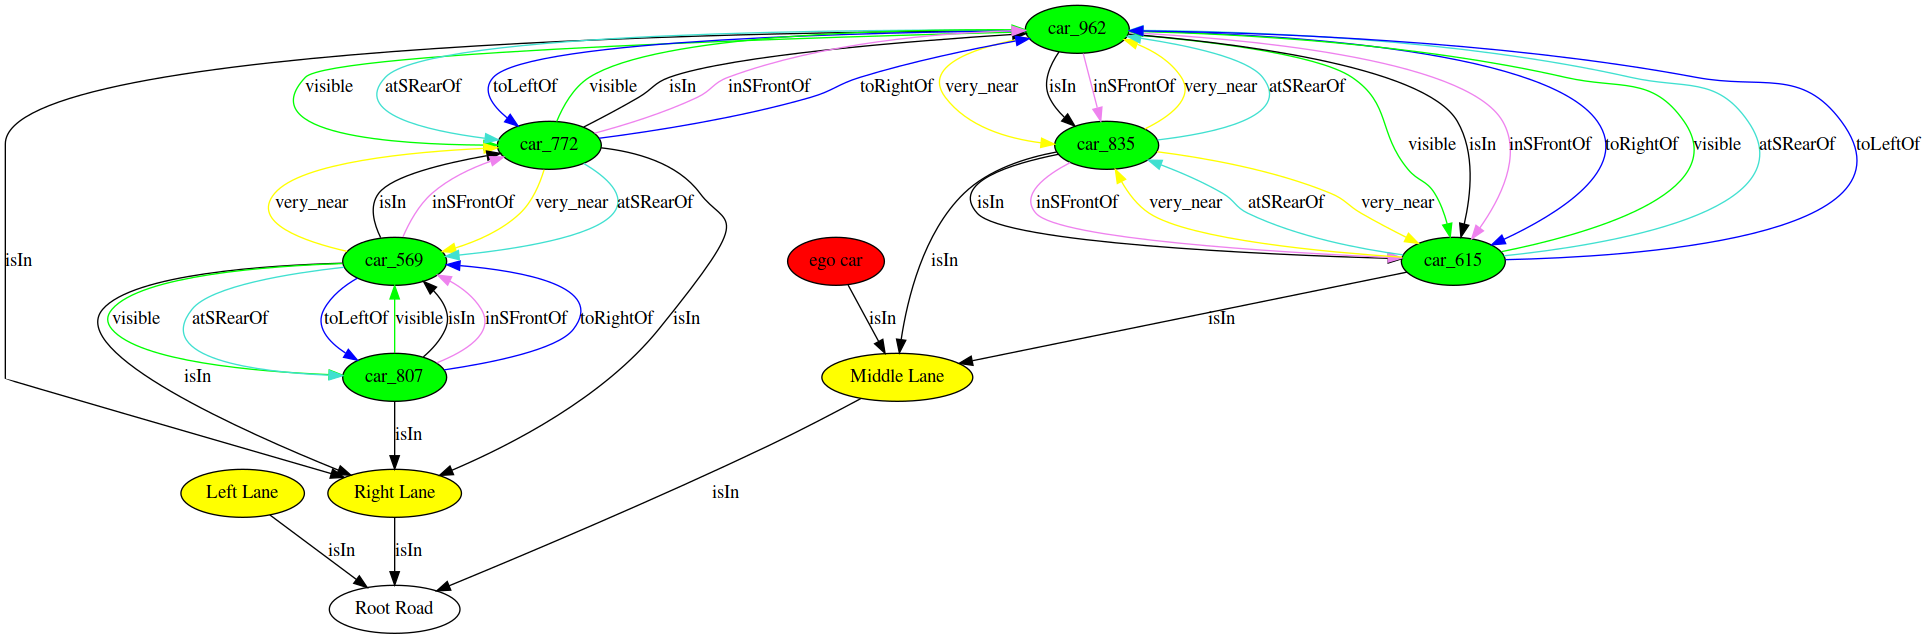 car_962
visible
atSRearOf
toLeftOf
visible
isIn
inSFrontOf
toRightOf
very_near
isIn
inSFrontOf
very_near
atSRearOf
car_772
car_835
visible
isIn
inSFrontOf
toRightOf
visible
atSRearOf
toLeftOf
very_near
isIn
inSFrontOf
very_near
atSRearOf
isIn
inSFrontOf
very_near
atSRearOf
very_near
isIn
car_569
ego car
isIn
car_615
visible
atSRearOf
toLeftOf
visible
isIn
inSFrontOf
toRightOf
isIn
isIn
isIn
isIn
car_807
Middle Lane
isIn
Left Lane
Right Lane
isIn
isIn
isIn
Root Road